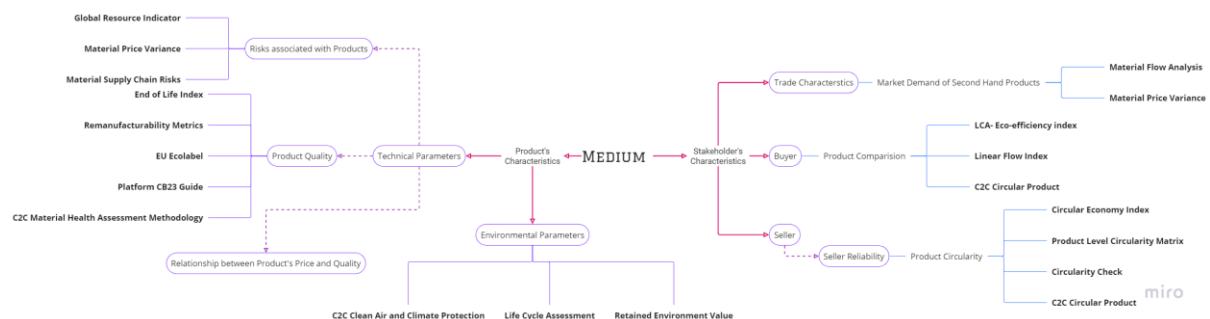 Global Resource Indicator
Material Price Variance
Material Supply Chain Risks
Risks associated with Products
End of Life Index
Remanufacturability Metrics
EU Ecolabel
Platform CB23 Guide
C2C Material Health Assessment Methodology
Product Quality
Technical Parameters
Relationship between Product's Price and Quality
Product's
Characteristics
MEDIUM
Environmental Parameters
C2C Clean Air and Climate Protection
Life Cycle Assessment
Retained Environment Value
Stakeholder's
Characteristics
Trade Characterstics
Market Demand of Second Hand Products
Material Flow Analysis
Material Price Variance
Buyer
Product Comparision
LCA- Eco-efficiency index
Linear Flow Index
C2C Circular Product
Seller
Seller Reliability
Product Circularity
Circular Economy Index
Product Level Circularity Matrix
Circularity Check
C2C Circular Product
miro